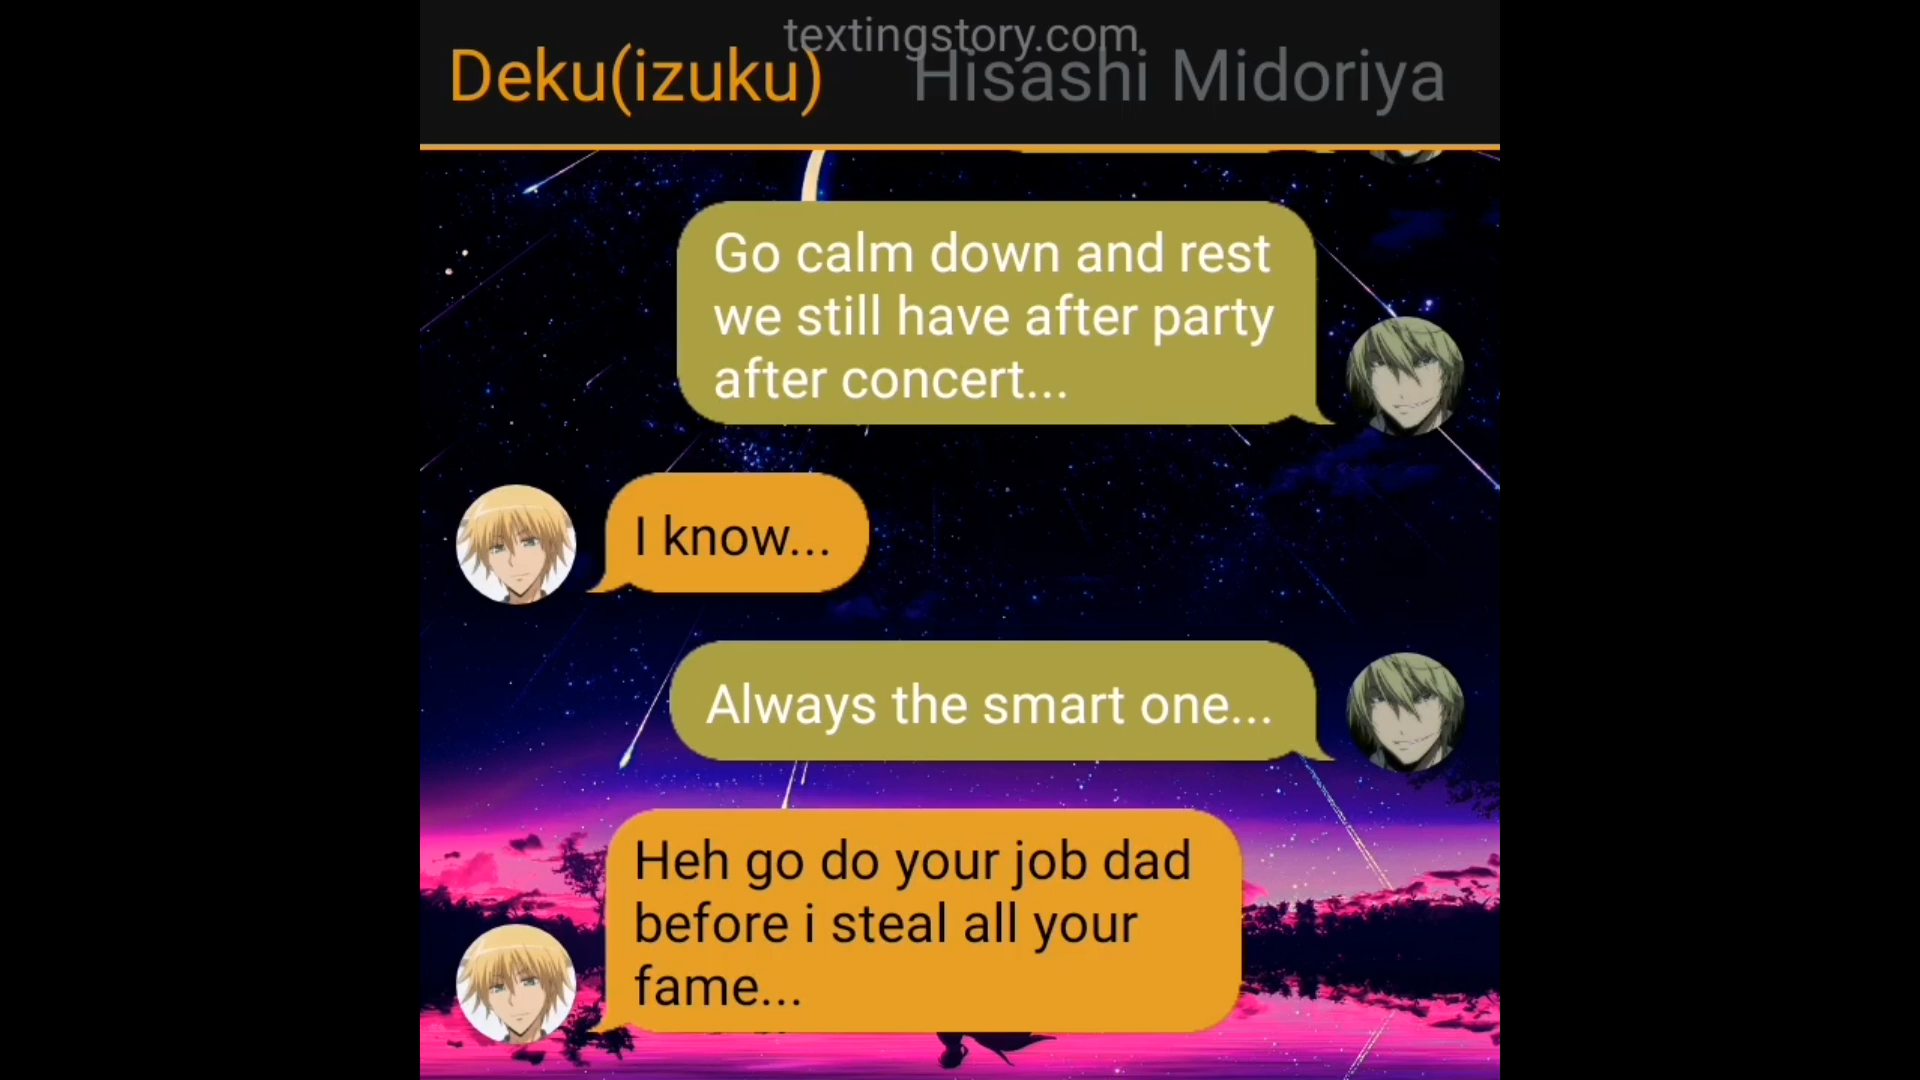 textingstory.com
Deku(izuku) Hisashi Midoriya
Go calm down and rest
we still have after party
after concert...
I know...
Always the smart one...
Heh go do your job dad
before i steal all your
fame...